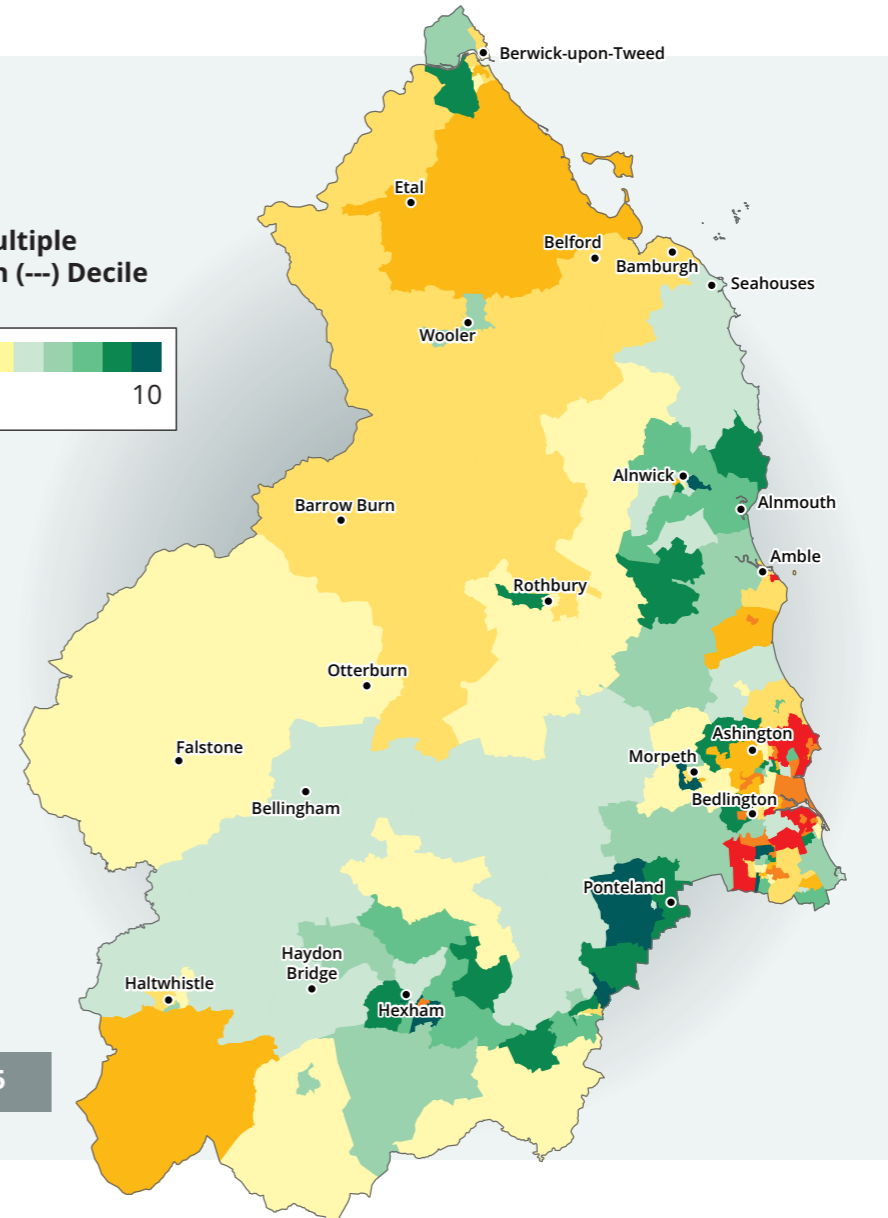 Berwick-upon-Tweed
Etal
ultiple
n (---) Decile
Belford
Bamburgh
Seahouses
Wooler
10
Alnwick
Barrow Burn
Alnmouth
Amble
Rothbury
Otterburn
Ashington
Falstone
Morpeth
Bellingham
Bedlington
Ponteland
Haydon
Bridge
Haltwhistle
Hexham
5